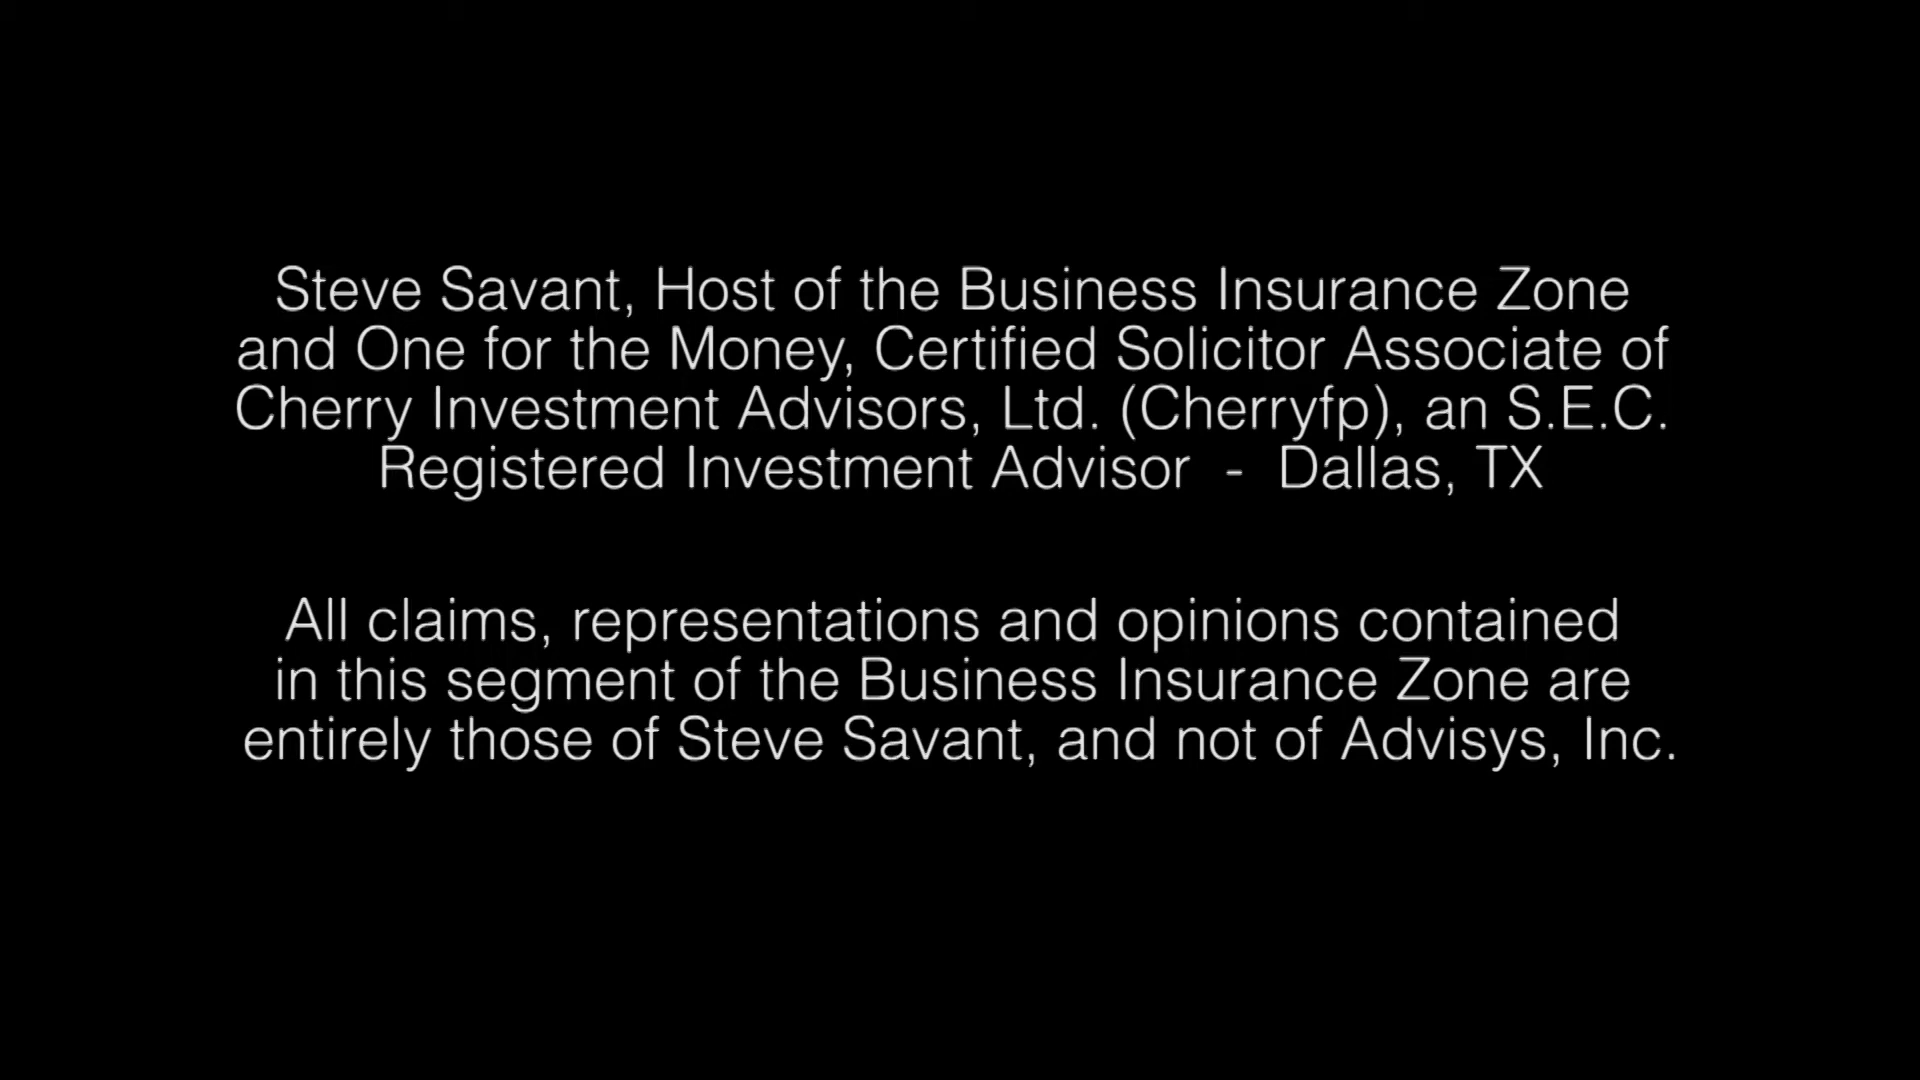 Steve Savant, Host of the Business Insurance Zone
and One for the Money, Certified Solicitor Associate of
Cherry Investment Advisors, Ltd. (Cherryfp), an S.E.C.
Registered Investment Advisor - Dallas, TX
All claims, representations and opinions contained
in this segment of the Business Insurance Zone are
entirely those of Steve Savant, and not of Advisys, Inc.